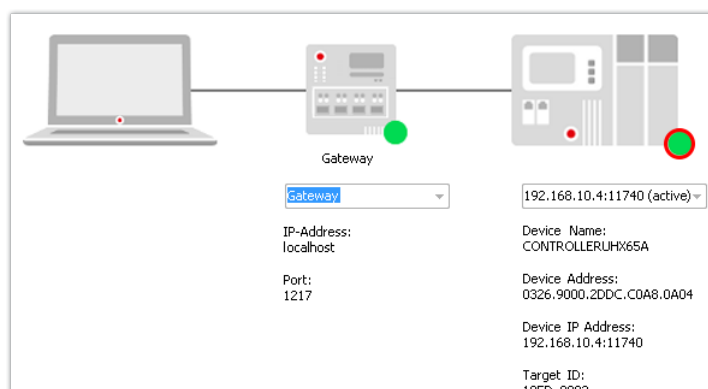 Gateway
Gateway
192.168.10.4:11740 (active)
IP-Address:
localhost
Device Name:
CONTROLLERUHX65A
Port:
1217
Device Address:
0326.9000.2DDC.C0A8.0A04
Device IP Address:
192.168.10.4:11740
Target ID: